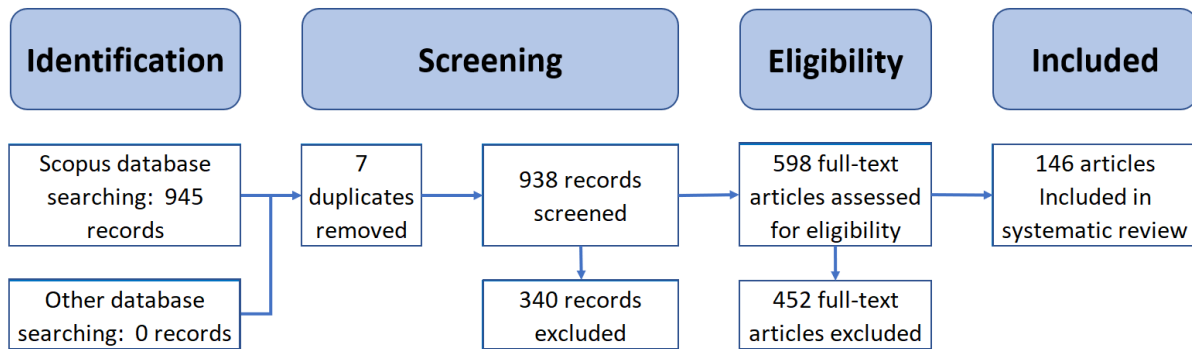 Identification
Screening
Eligibility
Included
Scopus database
searching: 945
records
7
duplicates
removed
938 records
screened
598 full-text
articles assessed
for eligibility
146 articles
Included in
systematic review
Other database
searching: 0 records
340 records
excluded
452 full-text
articles excluded